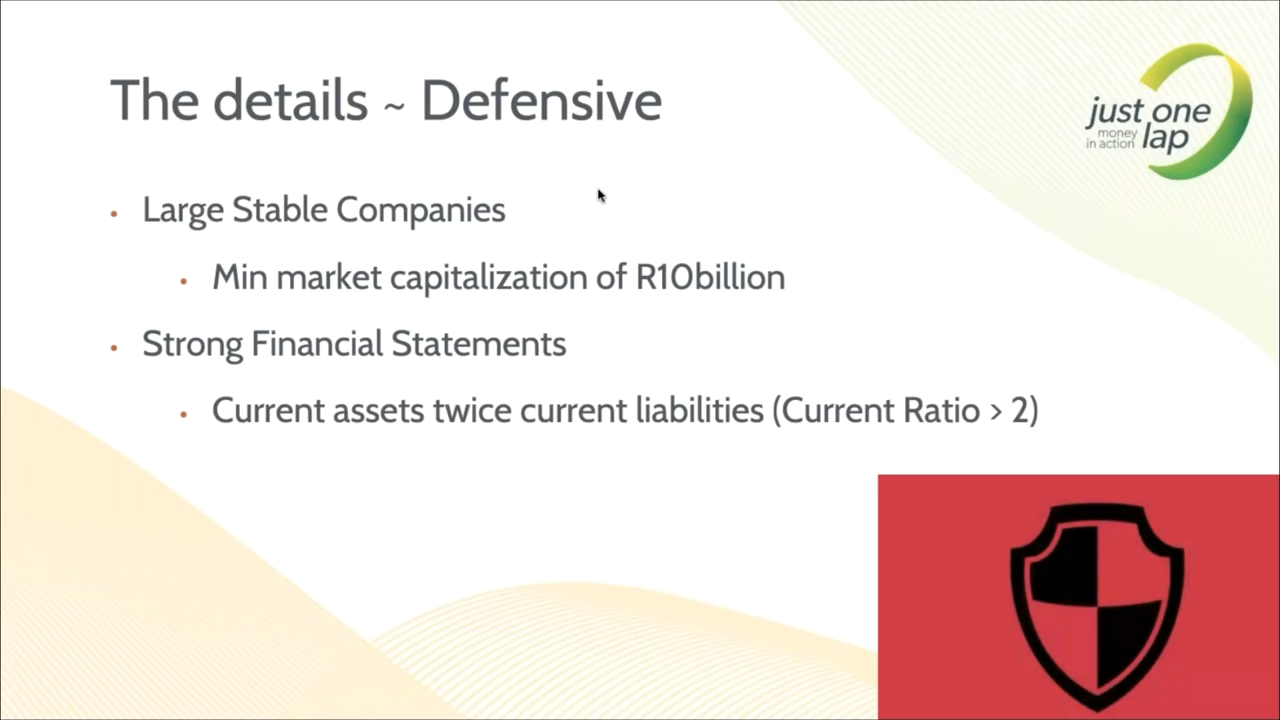 The details ~ Defensive
just one lap
money in action
• Large Stable Companies
• Min market capitalization of R10billion
• Strong Financial Statements
• Current assets twice current liabilities (Current Ratio > 2)